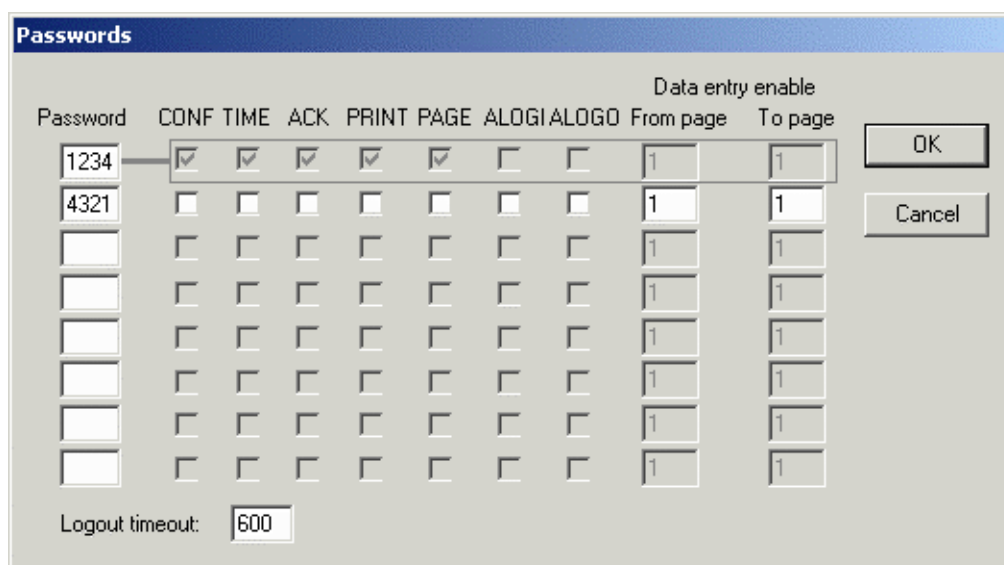 Passwords
Data entry enable
Password CONF TIME ACK PRINT PAGE ALOGI ALOGO From page To page
1234 1 1 OK
4321 1 1 Cancel
1 1
1 1
1 1
1 1
1 1
1 1
Logout timeout: 600